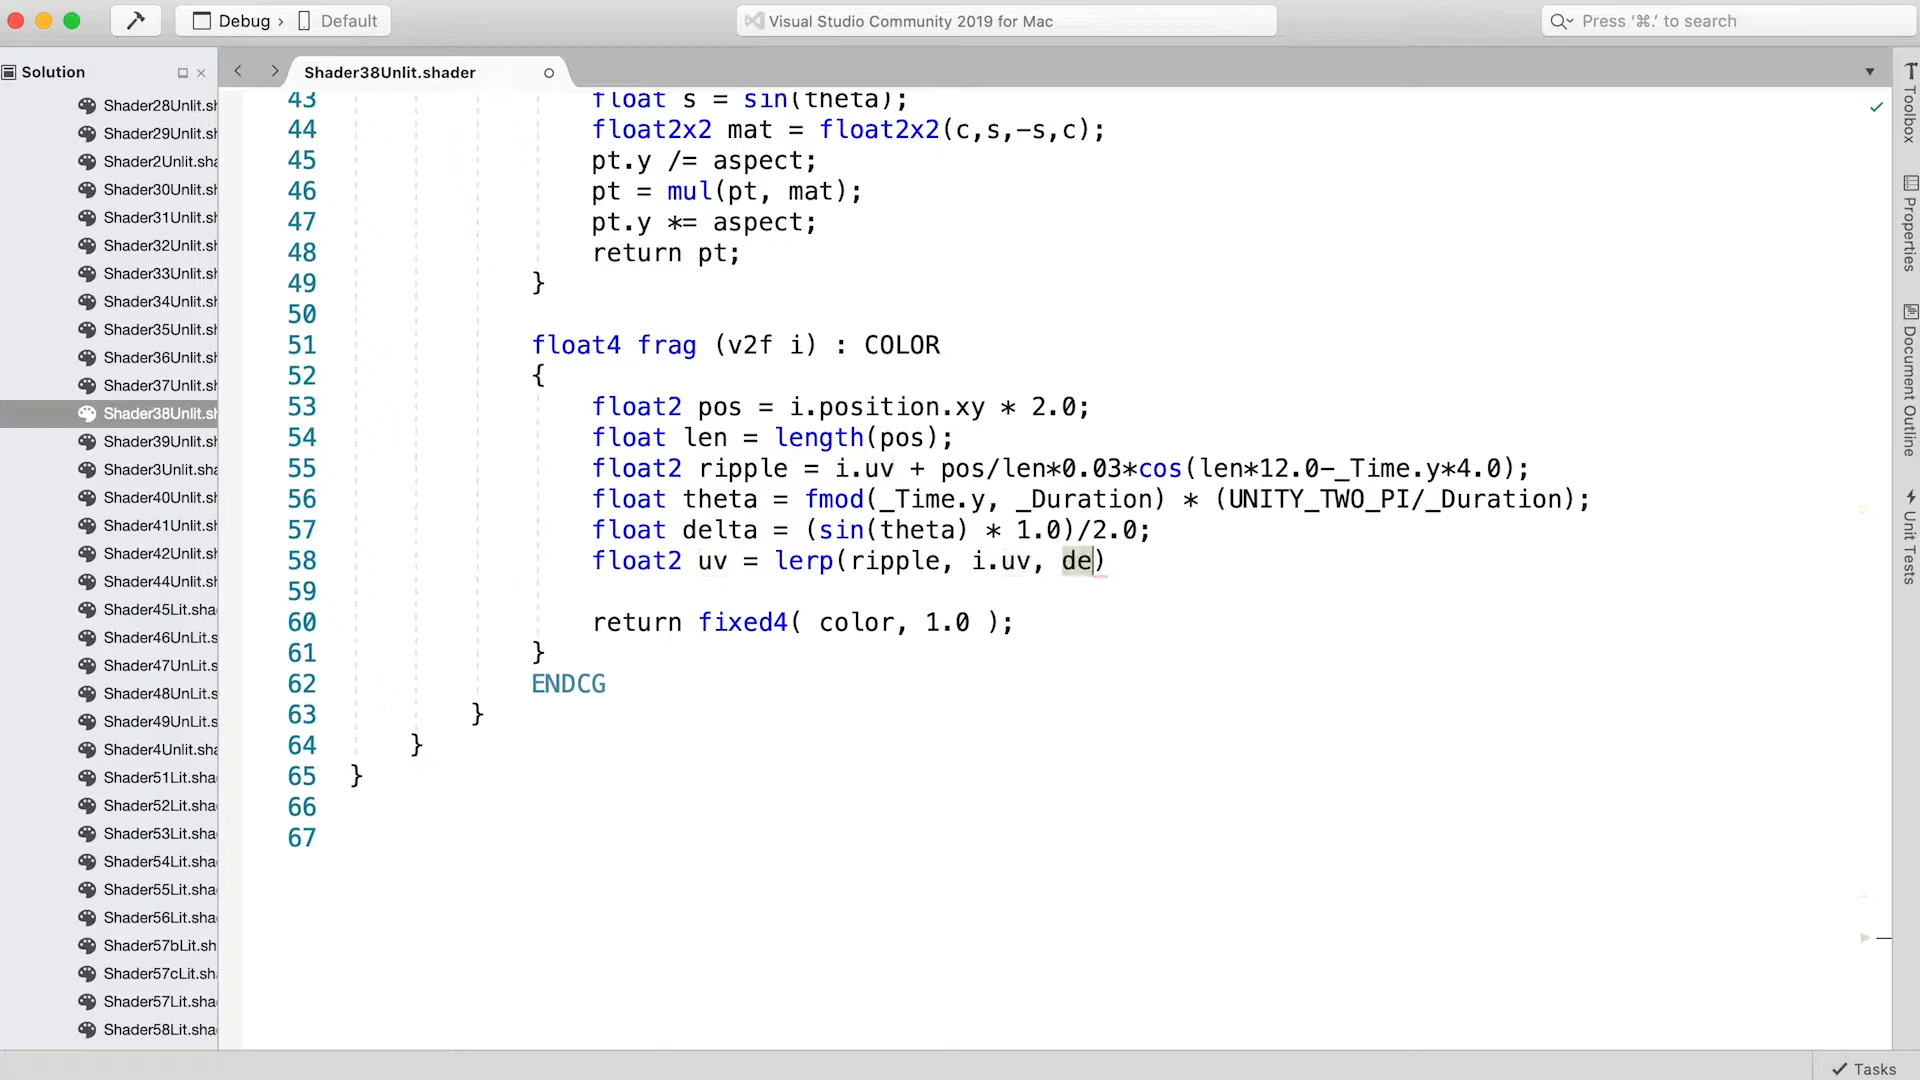 Debug › Default
Visual Studio Community 2019 for Mac
Press ‘⌘.’ to search
Solution
Shader28Unlit.sh
Shader29Unlit.sh
Shader2Unlit.sha
Shader30Unlit.sh
Shader31Unlit.sh
Shader32Unlit.sh
Shader33Unlit.sh
Shader34Unlit.sh
Shader35Unlit.sh
Shader36Unlit.sh
Shader37Unlit.sh
Shader38Unlit.sh
Shader39Unlit.sh
Shader3Unlit.sha
Shader40Unlit.sh
Shader41Unlit.sh
Shader42Unlit.sh
Shader44Unlit.sh
Shader45Lit.sha
Shader46UnLit.s
Shader47UnLit.s
Shader48UnLit.s
Shader49UnLit.s
Shader4Unlit.sha
Shader51Lit.sha
Shader52Lit.sha
Shader53Lit.sha
Shader54Lit.sha
Shader55Lit.sha
Shader56Lit.sha
Shader57bLit.sh
Shader57cLit.sh
Shader57Lit.sha
Shader58Lit.sha
Shader38Unlit.shader
43 float s = sin(theta);
44 float2x2 mat = float2x2(c,s,-s,c);
45 pt.y /= aspect;
46 pt = mul(pt, mat);
47 pt.y *= aspect;
48 return pt;
49 }
50
51 float4 frag (v2f i) : COLOR
52 {
53 float2 pos = i.position.xy * 2.0;
54 float len = length(pos);
55 float2 ripple = i.uv + pos/len*0.03*cos(len*12.0-_Time.y*4.0);
56 float theta = fmod(_Time.y, _Duration) * (UNITY_TWO_PI/_Duration);
57 float delta = (sin(theta) * 1.0)/2.0;
58 float2 uv = lerp(ripple, i.uv, de)
59
60 return fixed4( color, 1.0 );
61 }
62 ENDCG
63 }
64 }
65 }
66
67
Toolbox
Properties
Document Outline
Unit Tests
Tasks